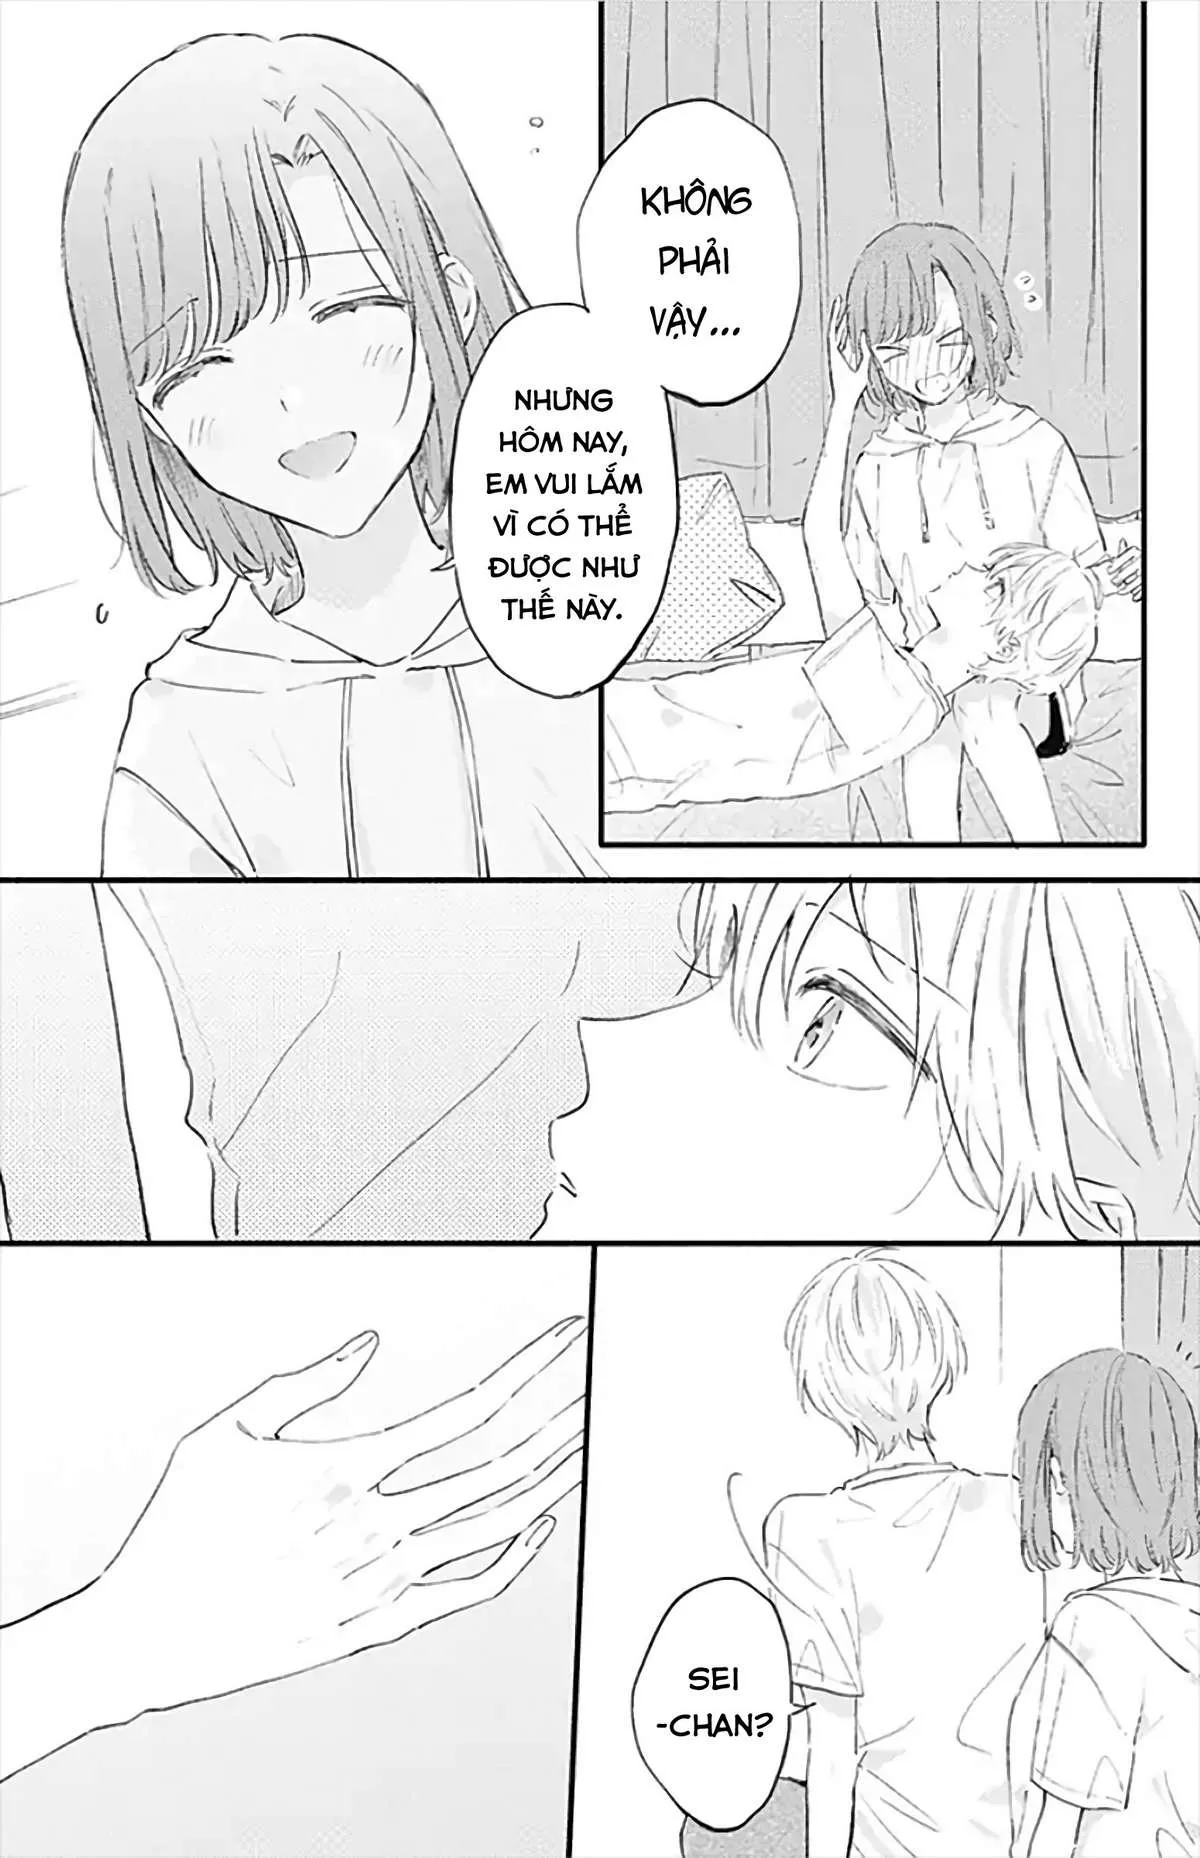 KHÔNG
PHẢI
VẬY...
NHƯNG
HÔM NAY,
EM VUI LẮM
VÌ CÓ THỂ
ĐƯỢC NHƯ
THẾ NÀY.
SEI
-CHAN?